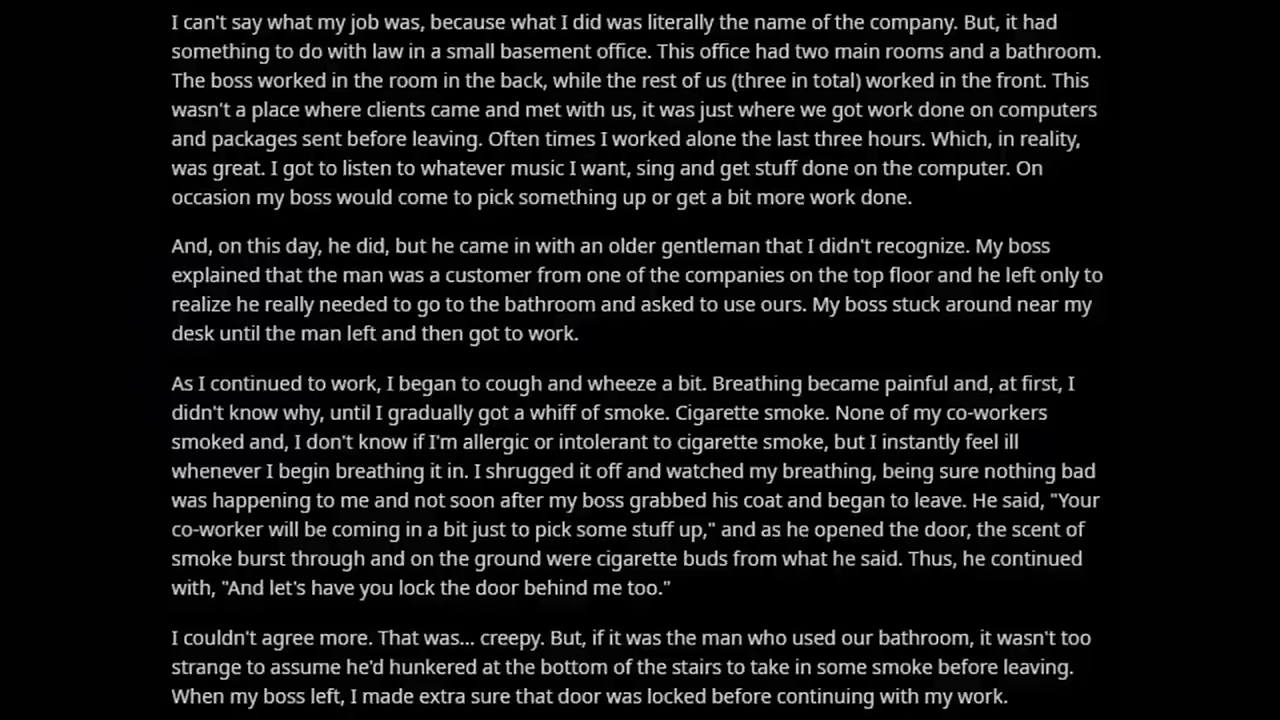 I can't say what my job was, because what I did was literally the name of the company. But, it had
something to do with law in a small basement office. This office had two main rooms and a bathroom.
The boss worked in the room in the back, while the rest of us (three in total) worked in the front. This
wasn't a place where clients came and met with us, it was just where we got work done on computers
and packages sent before leaving. Often times I worked alone the last three hours. Which, in reality,
was great. I got to listen to whatever music I want, sing and get stuff done on the computer. On
occasion my boss would come to pick something up or get a bit more work done.
And, on this day, he did, but he came in with an older gentleman that I didn't recognize. My boss
explained that the man was a customer from one of the companies on the top floor and he left only to
realize he really needed to go to the bathroom and asked to use ours. My boss stuck around near my
desk until the man left and then got to work.
As I continued to work, I began to cough and wheeze a bit. Breathing became painful and, at first, I
didn't know why, until I gradually got a whiff of smoke. Cigarette smoke. None of my co-workers
smoked and, I don't know if I'm allergic or intolerant to cigarette smoke, but I instantly feel ill
whenever I begin breathing it in. I shrugged it off and watched my breathing, being sure nothing bad
was happening to me and not soon after my boss grabbed his coat and began to leave. He said, "Your
co-worker will be coming in a bit just to pick some stuff up," and as he opened the door, the scent of
smoke burst through and on the ground were cigarette buds from what he said. Thus, he continued
with, "And let's have you lock the door behind me too."
I couldn't agree more. That was... creepy. But, if it was the man who used our bathroom, it wasn't too
strange to assume he'd hunkered at the bottom of the stairs to take in some smoke before leaving.
When my boss left, I made extra sure that door was locked before continuing with my work.